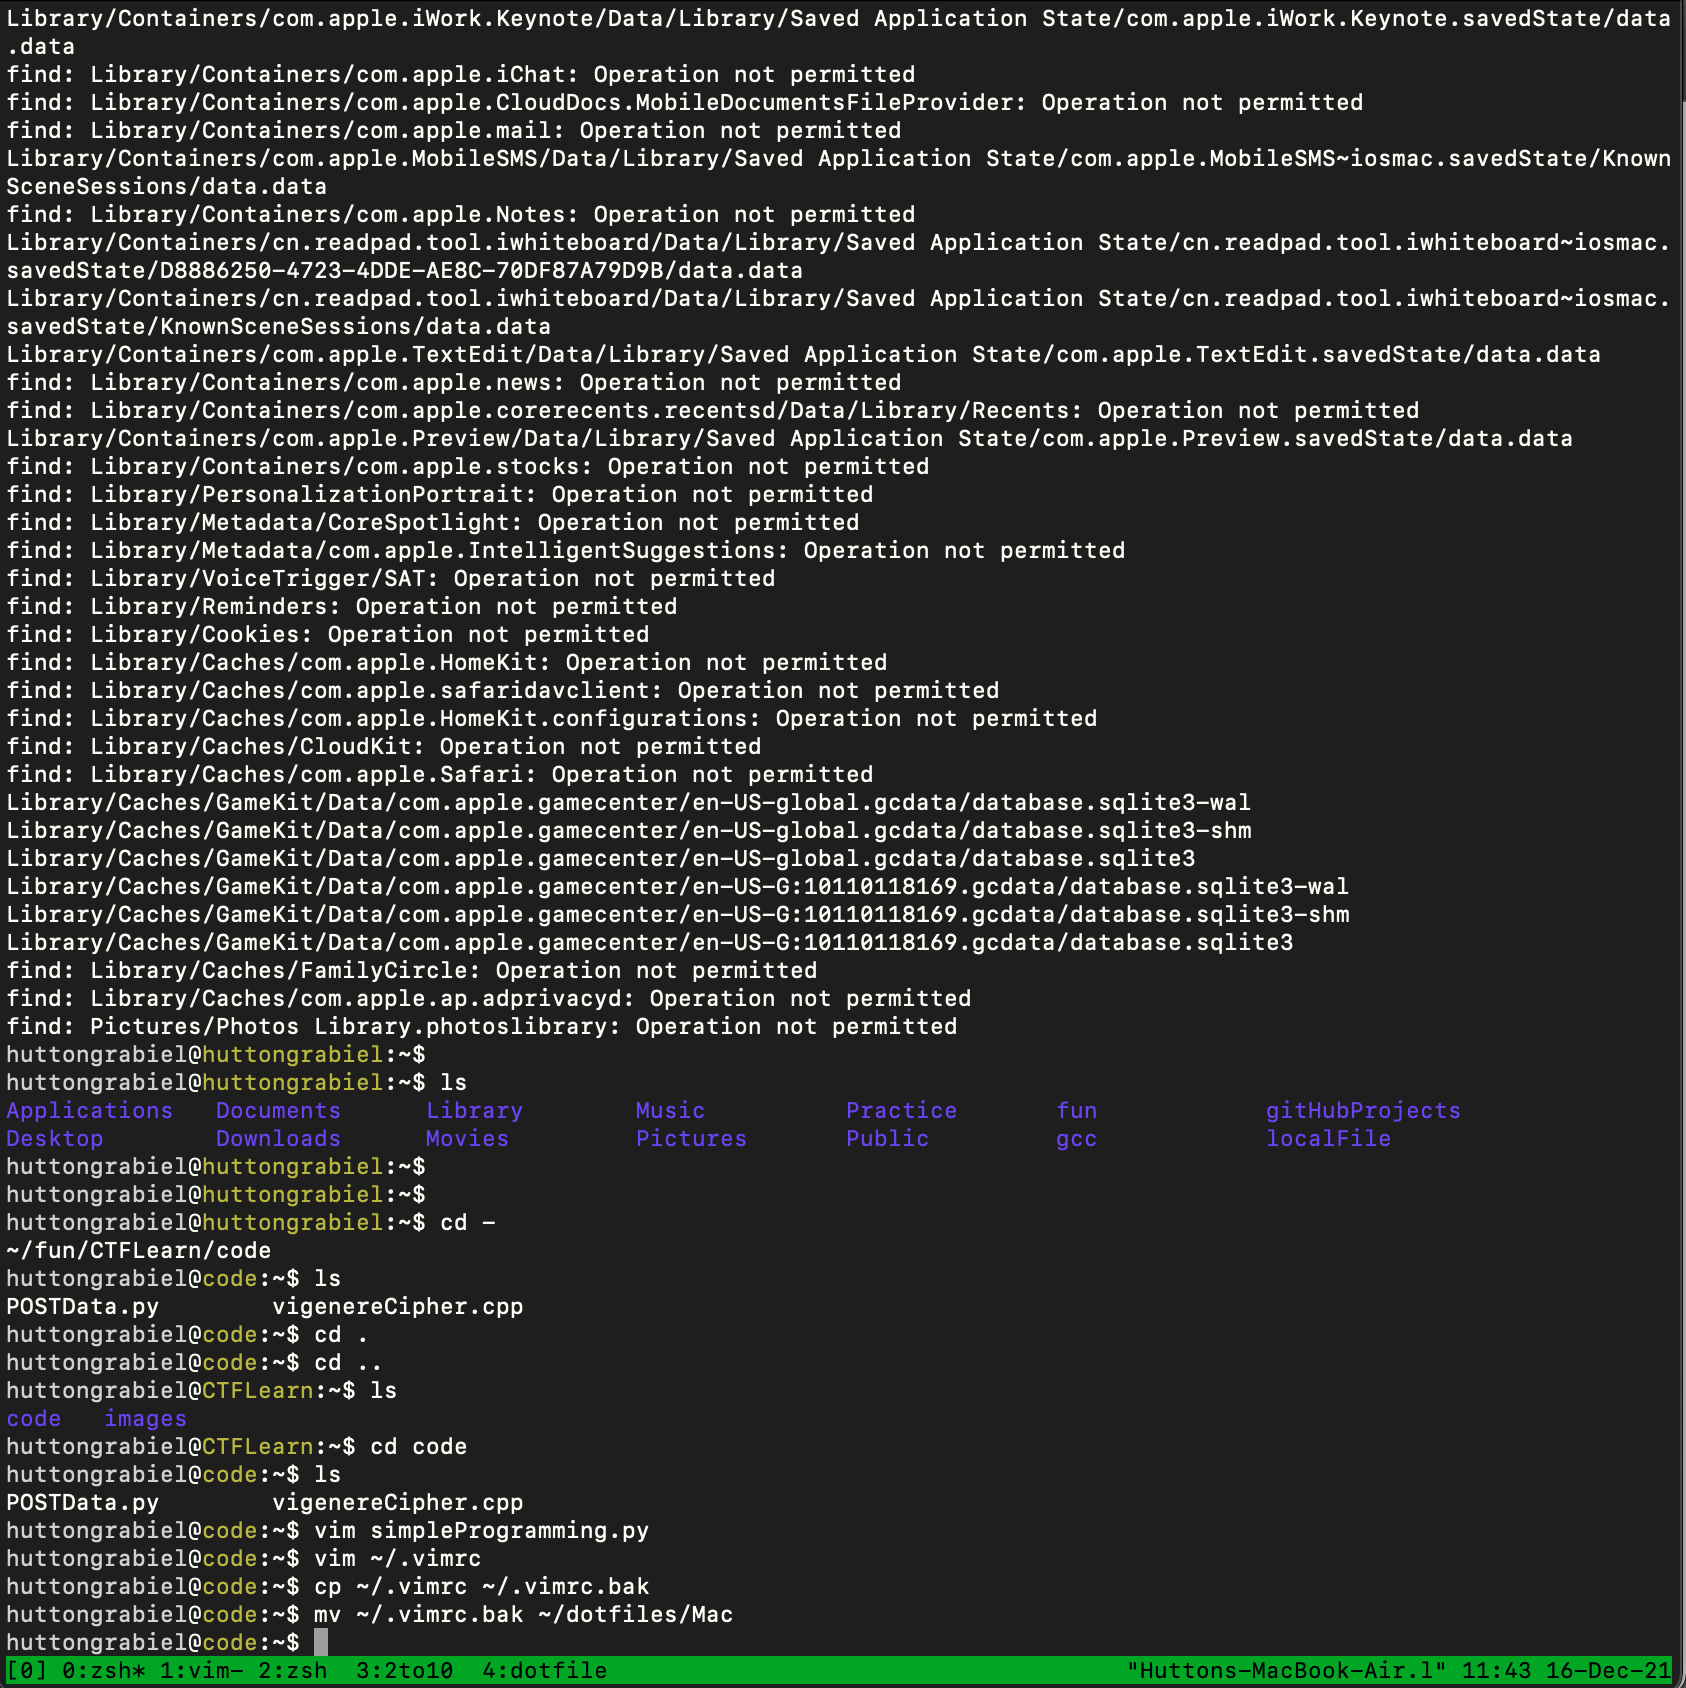 Library/Containers/com.apple.iWork.Keynote/Data/Library/Saved Application State/com.apple.iWork.Keynote.savedState/data
.data
find: Library/Containers/com.apple.iChat: Operation not permitted
find: Library/Containers/com.apple.CloudDocs.MobileDocumentsFileProvider: Operation not permitted
find: Library/Containers/com.apple.mail: Operation not permitted
Library/Containers/com.apple.MobileSMS/Data/Library/Saved Application State/com.apple.MobileSMS~iosmac.savedState/Known
SceneSessions/data.data
find: Library/Containers/com.apple.Notes: Operation not permitted
Library/Containers/cn.readpad.tool.iwhiteboard/Data/Library/Saved Application State/cn.readpad.tool.iwhiteboard~iosmac.
savedState/D8886250-4723-4DDE-AE8C-70DF87A79D9B/data.data
Library/Containers/cn.readpad.tool.iwhiteboard/Data/Library/Saved Application State/cn.readpad.tool.iwhiteboard~iosmac.
savedState/KnownSceneSessions/data.data
Library/Containers/com.apple.TextEdit/Data/Library/Saved Application State/com.apple.TextEdit.savedState/data.data
find: Library/Containers/com.apple.news: Operation not permitted
find: Library/Containers/com.apple.corerecents.recentsd/Data/Library/Recents: Operation not permitted
Library/Containers/com.apple.Preview/Data/Library/Saved Application State/com.apple.Preview.savedState/data.data
find: Library/Containers/com.apple.stocks: Operation not permitted
find: Library/PersonalizationPortrait: Operation not permitted
find: Library/Metadata/CoreSpotlight: Operation not permitted
find: Library/Metadata/com.apple.IntelligentSuggestions: Operation not permitted
find: Library/VoiceTrigger/SAT: Operation not permitted
find: Library/Reminders: Operation not permitted
find: Library/Cookies: Operation not permitted
find: Library/Caches/com.apple.HomeKit: Operation not permitted
find: Library/Caches/com.apple.safaridavclient: Operation not permitted
find: Library/Caches/com.apple.HomeKit.configurations: Operation not permitted
find: Library/Caches/CloudKit: Operation not permitted
find: Library/Caches/com.apple.Safari: Operation not permitted
Library/Caches/GameKit/Data/com.apple.gamecenter/en-US-global.gcdata/database.sqlite3-wal
Library/Caches/GameKit/Data/com.apple.gamecenter/en-US-global.gcdata/database.sqlite3-shm
Library/Caches/GameKit/Data/com.apple.gamecenter/en-US-global.gcdata/database.sqlite3
Library/Caches/GameKit/Data/com.apple.gamecenter/en-US-G:10110118169.gcdata/database.sqlite3-wal
Library/Caches/GameKit/Data/com.apple.gamecenter/en-US-G:10110118169.gcdata/database.sqlite3-shm
Library/Caches/GameKit/Data/com.apple.gamecenter/en-US-G:10110118169.gcdata/database.sqlite3
find: Library/Caches/FamilyCircle: Operation not permitted
find: Library/Caches/com.apple.ap.adprivacyd: Operation not permitted
find: Pictures/Photos Library.photoslibrary: Operation not permitted
huttongrabiel@huttongrabiel:~$
huttongrabiel@huttongrabiel:~$ ls
Applications Documents Library Music Practice fun gitHubProjects
Desktop Downloads Movies Pictures Public gcc localFile
huttongrabiel@huttongrabiel:~$
huttongrabiel@huttongrabiel:~$
huttongrabiel@huttongrabiel:~$ cd -
~/fun/CTFLearn/code
huttongrabiel@code:~$ ls
POSTData.py vigenereCipher.cpp
huttongrabiel@code:~$ cd .
huttongrabiel@code:~$ cd ..
huttongrabiel@CTFLearn:~$ ls
code images
huttongrabiel@CTFLearn:~$ cd code
huttongrabiel@code:~$ ls
POSTData.py vigenereCipher.cpp
huttongrabiel@code:~$ vim simpleProgramming.py
huttongrabiel@code:~$ vim ~/.vimrc
huttongrabiel@code:~$ cp ~/.vimrc ~/.vimrc.bak
huttongrabiel@code:~$ mv ~/.vimrc.bak ~/dotfiles/Mac
huttongrabiel@code:~$
[0] 0:zsh* 1:vim- 2:zsh 3:2to10 4:dotfile "Huttons-MacBook-Air.l" 11:43 16-Dec-21